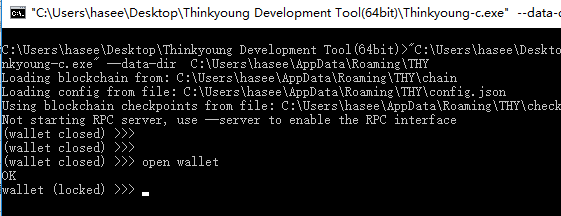 "C:\Users\hasee\Desktop\Thinkyoung Development Tool(64bit)\Thinkyoung-c.exe" --data-
C:\Users\hasee\Desktop\Thinkyoung Development Tool(64bit)>"C:\Users\hasee\Desktop
nkyoung-c.exe" --data-dir C:\Users\hasee\AppData\Roaming\THY
Loading blockchain from: C:\Users\hasee\AppData\Roaming\THY\chain
Loading config from file: C:\Users\hasee\AppData\Roaming\THY\config.json
Using blockchain checkpoints from file: C:\Users\hasee\AppData\Roaming\THY\check
Not starting RPC server, use --server to enable the RPC interface
(wallet closed) >>>
(wallet closed) >>>
(wallet closed) >>> open wallet
OK
wallet (locked) >>>